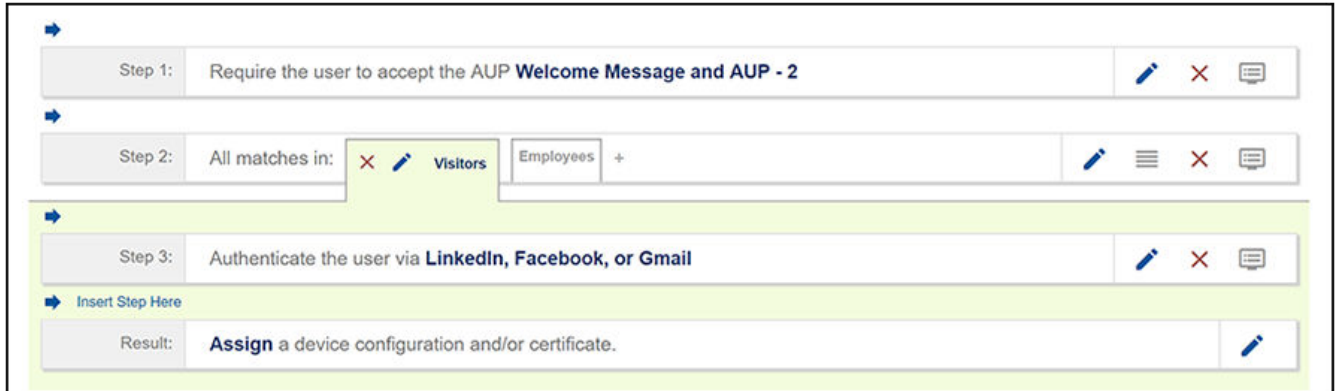 Step 1: Require the user to accept the AUP Welcome Message and AUP - 2
Step 2: All matches in: Visitors Employees +
Step 3: Authenticate the user via LinkedIn, Facebook, or Gmail
Insert Step Here
Result: Assign a device configuration and/or certificate.